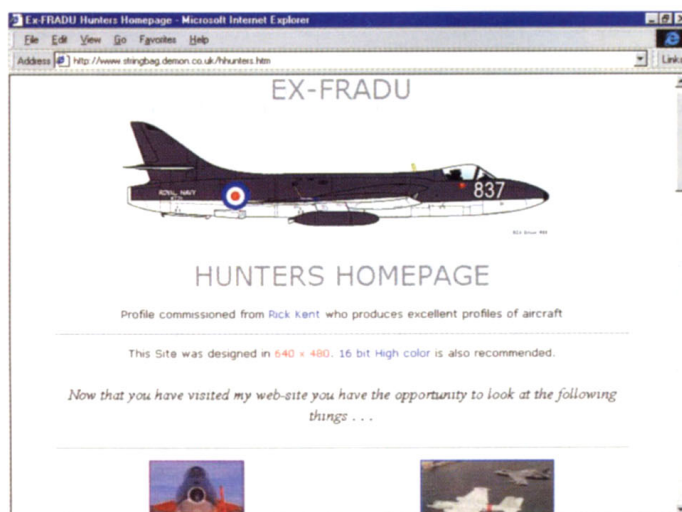 Ex-FRADU Hunters Homepage - Microsoft Internet Explorer
File Edit View Go Favorites Help
Address http://www.stringbag.demon.co.uk/hhunters.htm Links
EX-FRADU
ROYAL NAVY
837
HUNTERS HOMEPAGE
Profile commissioned from Rick Kent who produces excellent profiles of aircraft
This Site was designed in 640 x 480. 16 bit High color is also recommended.
Now that you have visited my web-site you have the opportunity to look at the following
things . . .